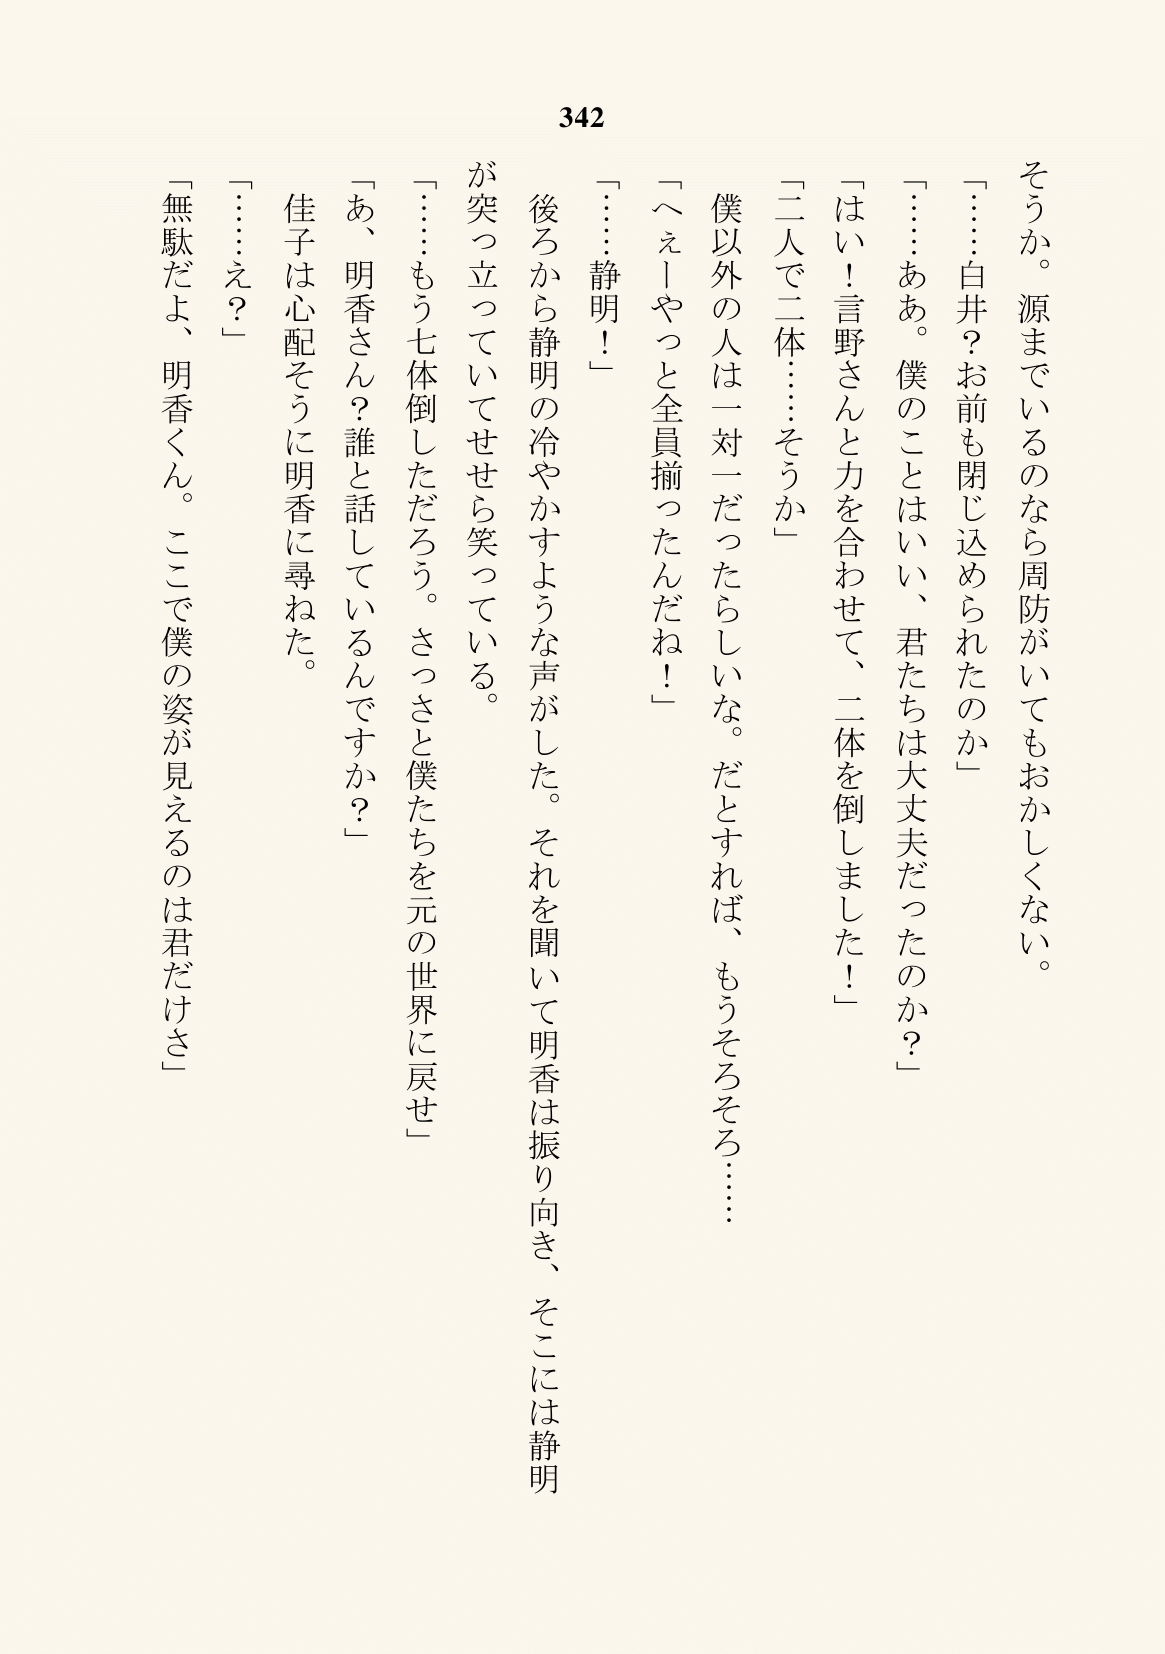 342
そうか。源までいるのなら周防がいてもおかしくない。
「……白井？お前も閉じ込められたのか」
「……ああ。僕のことはいい、君たちは大丈夫だったのか？」
「はい！言野さんと力を合わせて、二体を倒しました！」
「二人で二体……そうか」
　僕以外の人は一対一だったらしいな。だとすれば、もうそろそろ……
「へぇーやっと全員揃ったんだね！」
「……静明！」
　後ろから静明の冷やかすような声がした。それを聞いて明香は振り向き、そこには静明
が突っ立っていてせせら笑っている。
「……もう七体倒しただろう。さっさと僕たちを元の世界に戻せ」
「あ、明香さん？誰と話しているんですか？」
　佳子は心配そうに明香に尋ねた。
「……え？」
「無駄だよ、明香くん。ここで僕の姿が見えるのは君だけさ」